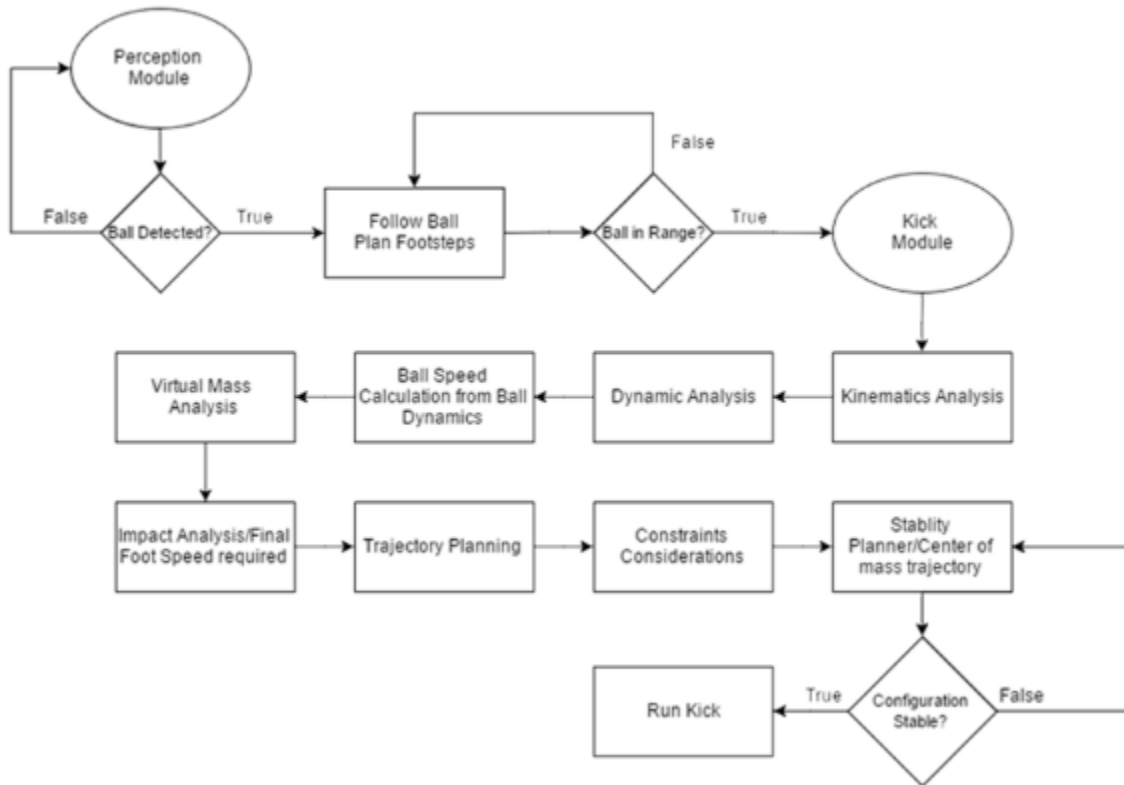 Perception
Module
False
Ball Detected?
True
Follow Ball
Plan Footsteps
False
Ball in Range?
True
Kick
Module
Virtual Mass
Analysis
Ball Speed
Calculation from Ball
Dynamics
Dynamic Analysis
Kinematics Analysis
Impact Analysis/Final
Foot Speed required
Trajectory Planning
Constraints
Considerations
Stablity
Planner/Center of
mass trajectory
Run Kick
True
Configuration
Stable?
False